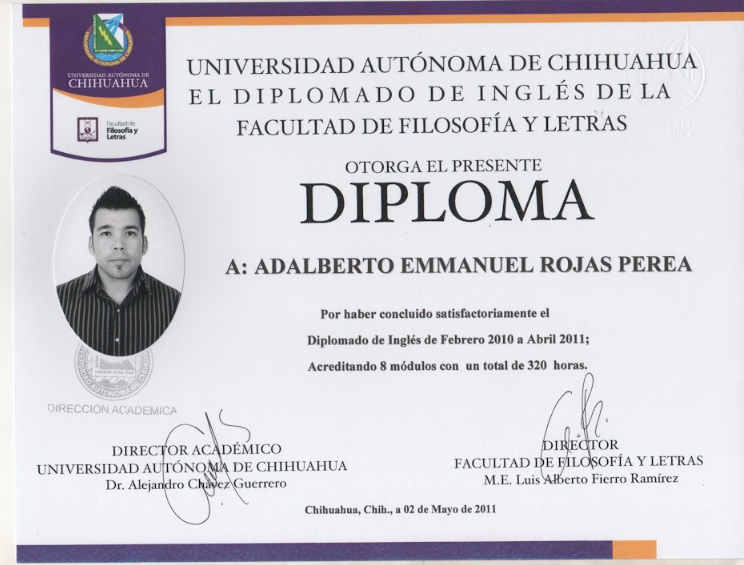 UNIVERSIDAD AUTÓNOMA DE
CHIHUAHUA
Facultad de
Filosofía y
Letras
UNIVERSIDAD AUTÓNOMA DE CHIHUAHUA
EL DIPLOMADO DE INGLÉS DE LA
FACULTAD DE FILOSOFÍA Y LETRAS
OTORGA EL PRESENTE
DIPLOMA
A: ADALBERTO EMMANUEL ROJAS PEREA
Por haber concluido satisfactoriamente el
Diplomado de Inglés de Febrero 2010 a Abril 2011;
Acreditando 8 módulos con un total de 320 horas.
DIRECCION ACADEMICA
DIRECTOR ACADÉMICO
UNIVERSIDAD AUTÓNOMA DE CHIHUAHUA
Dr. Alejandro Chávez Guerrero
DIRECTOR
FACULTAD DE FILOSOFÍA Y LETRAS
M.E. Luis Alberto Fierro Ramírez
Chihuahua, Chih., a 02 de Mayo de 2011